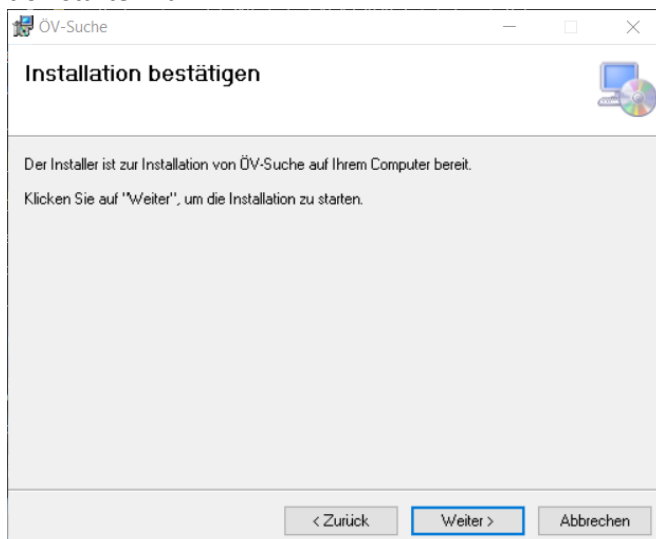 ÖV-Suche
Installation bestätigen
Der Installer ist zur Installation von ÖV-Suche auf Ihrem Computer bereit.
Klicken Sie auf "Weiter", um die Installation zu starten.
< Zurück
Weiter >
Abbrechen